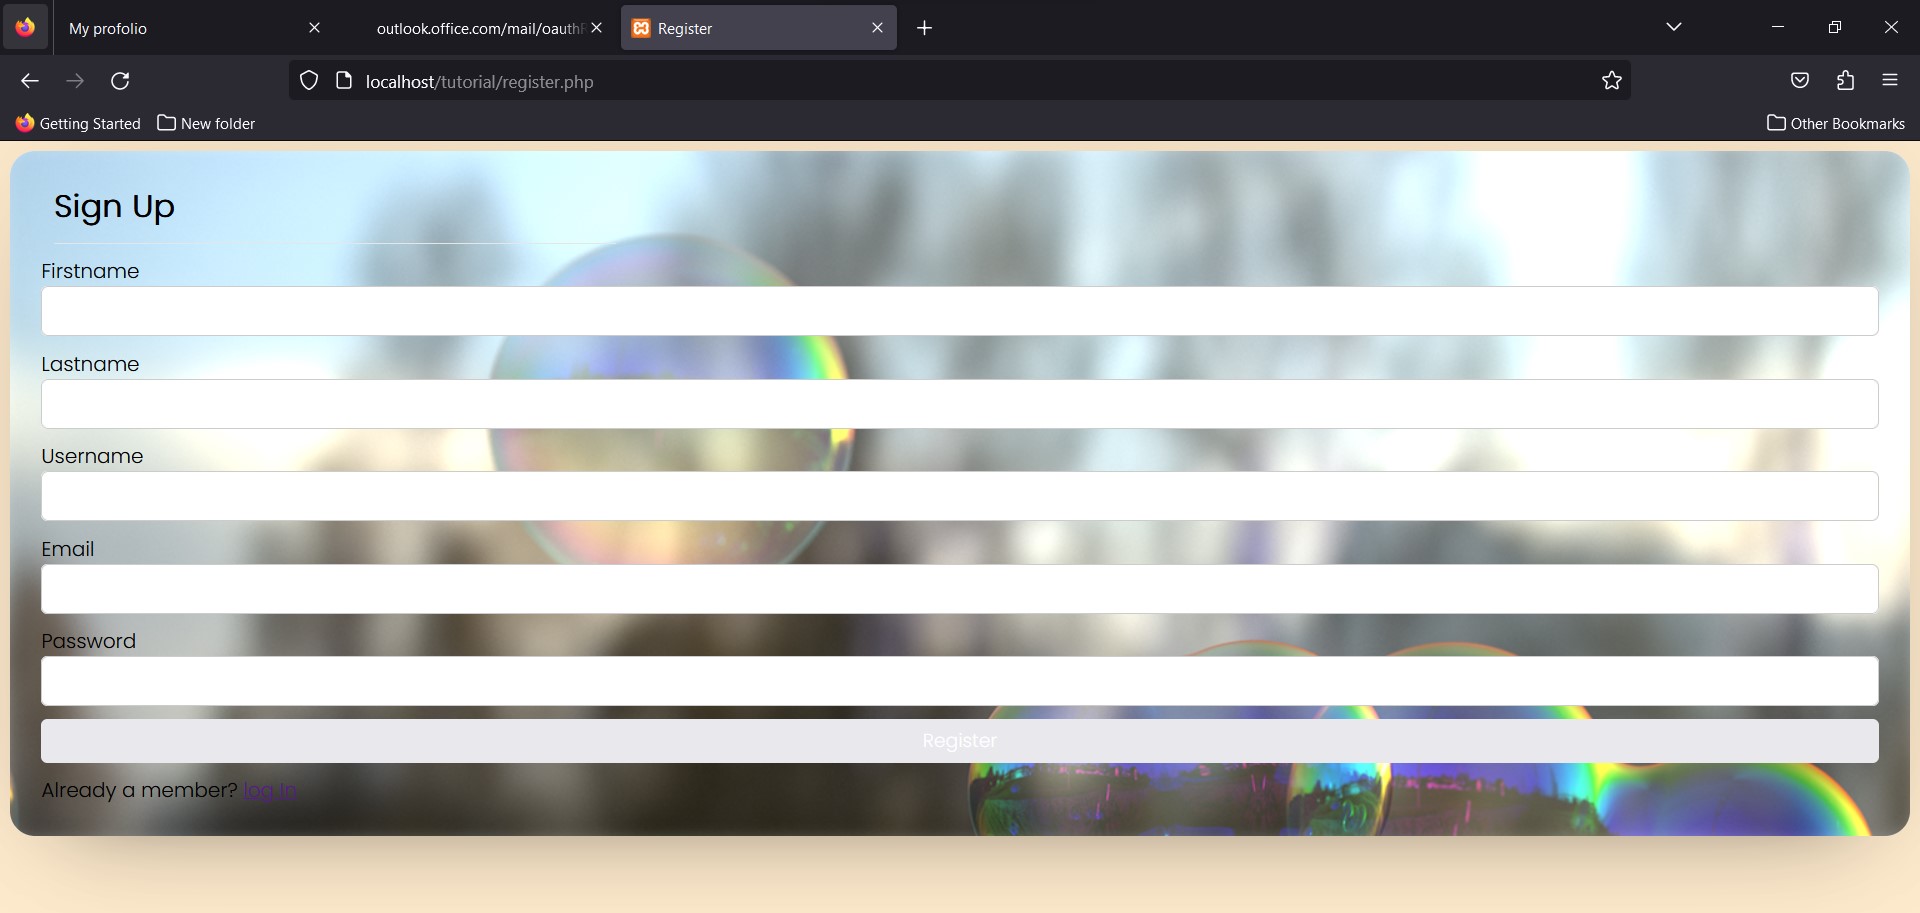 My profolio
outlook.office.com/mail/oauth
Register
localhost/tutorial/register.php
Getting Started
New folder
Other Bookmarks
Sign Up
Firstname
Lastname
Username
Email
Password
Register
Already a member? log in